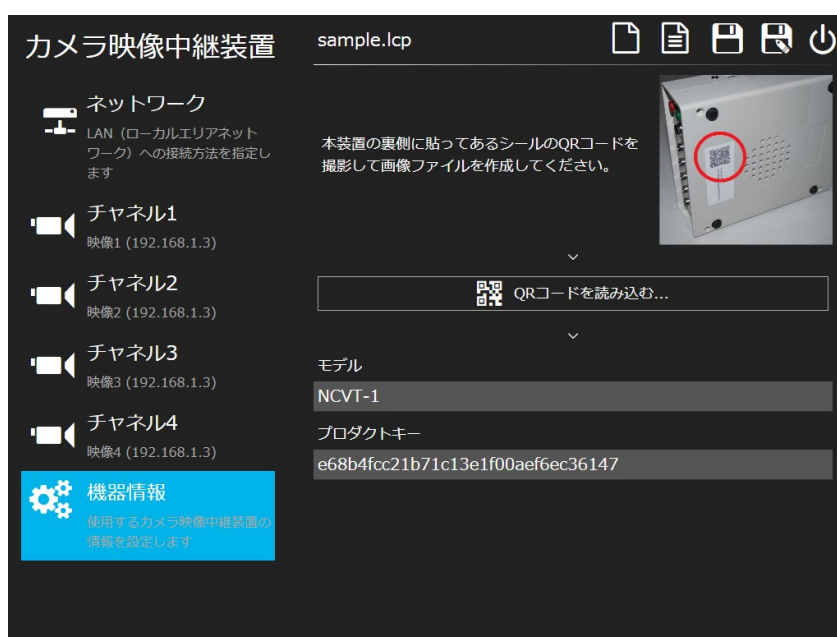 カメラ映像中継装置
sample.lcp
ネットワーク
LAN（ローカルエリアネット
ワーク）への接続方法を指定し
ます
チャネル1
映像1 (192.168.1.3)
チャネル2
映像2 (192.168.1.3)
チャネル3
映像3 (192.168.1.3)
チャネル4
映像4 (192.168.1.3)
機器情報
使用するカメラ映像中継装置の
情報を設定します
本装置の裏側に貼ってあるシールのQRコードを
撮影して画像ファイルを作成してください。
QRコードを読み込む...
モデル
NCVT-1
プロダクトキー
e68b4fcc21b71c13e1f00aef6ec36147